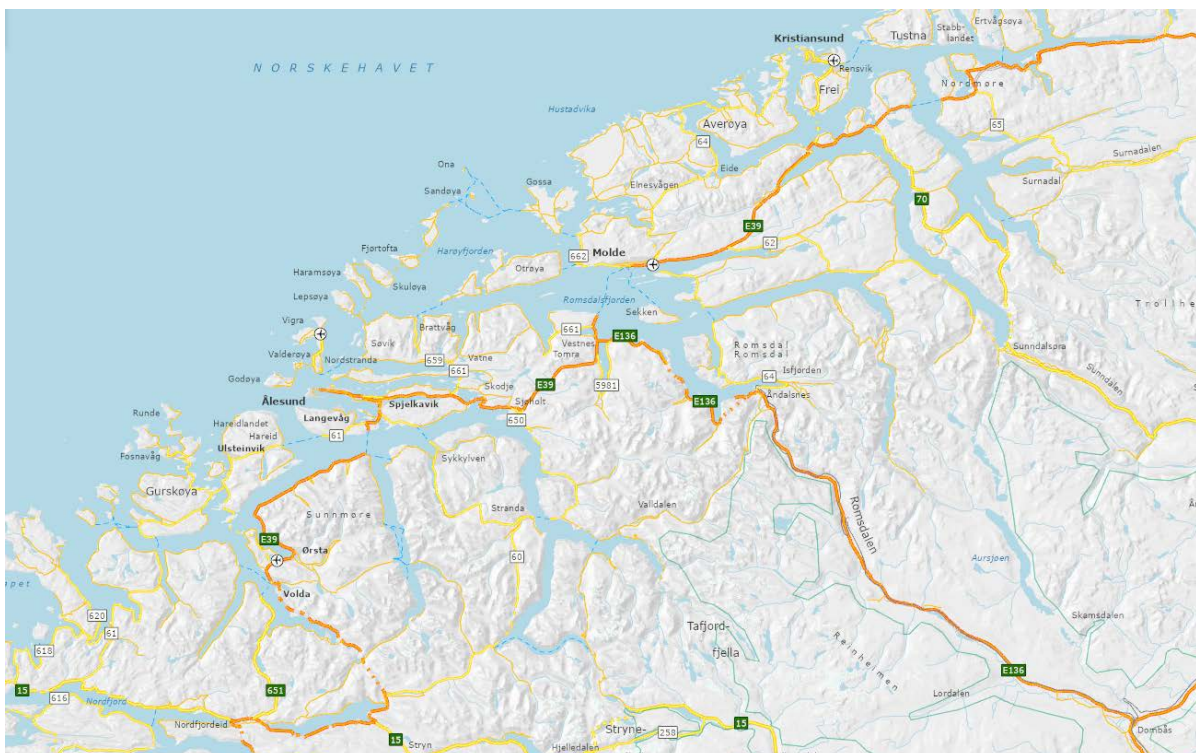 Kristiansund
Tustna
Stabb-
landet
Ertvågsøya
NORSKEHAVET
Rensvik
Frei
Nordmøre
Hustadvika
Averøya
64
65
Surnadalen
Ona
Eide
Gossa
Elnesvågen
Surnadal
Sandøya
70
E39
Fjørtofta
Harøyfjorden
Molde
62
662
Otrøya
Haramsøya
Skuløya
Lepsøya
Romsdalsfjorden
Sekken
Trollhe
Vigra
Brattvåg
661
E136
Søvik
Vestnes
Romsdal
Romsdal
Sunndalsøra
Valderøya
Nordstranda
659
Vatne
Tomra
661
64
Isfjorden
Sunndalen
Godøya
Skodje
E39
5981
Åndalsnes
Ålesund
Spjelkavik
Sjøholt
E136
Runde
Langevåg
650
Hareidlandet
Hareid
61
Fosnavåg
Ulsteinvik
Sykkylven
Gurskøya
Stranda
Valldalen
Romsdalen
Sunnmøre
E39
Ørsta
60
Aursjøen
apet
Volda
620
61
Tafjord-
fjella
Skamsdalen
618
Reinheimen
E136
15
616
651
Lordalen
Nordfjord
Nordfjordeid
15
Stryn
Stryne-
258
15
Dombås
Hjelledalen